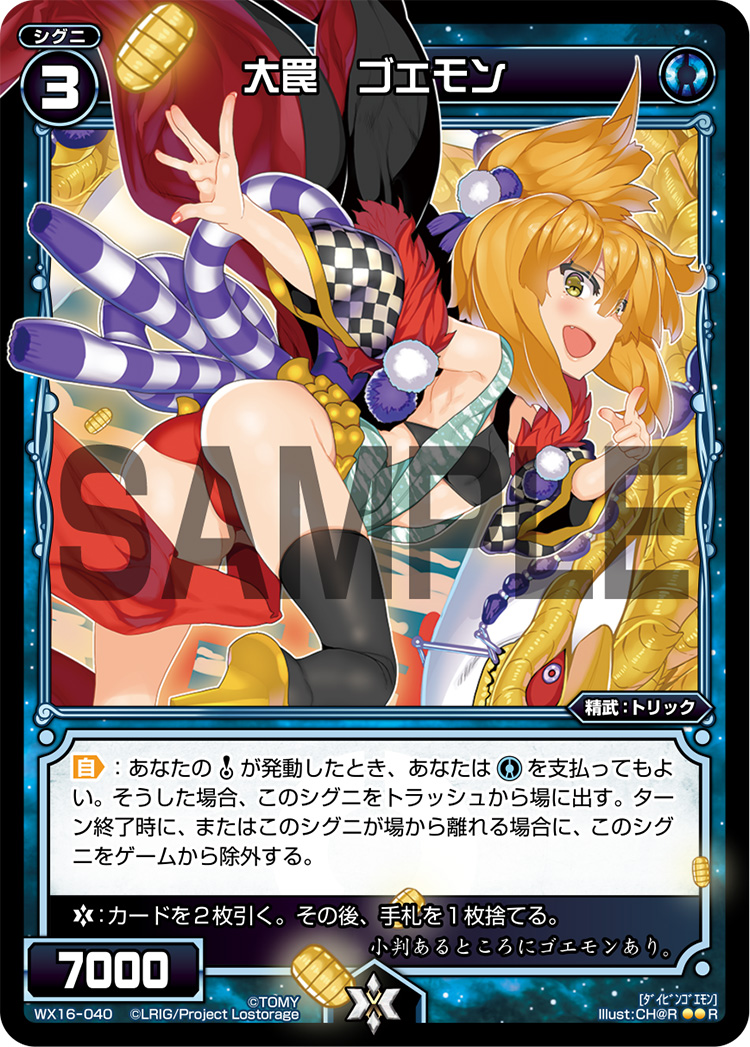 シグニ
3
大罠　ゴエモン
SAMPLE
精武：トリック
自：あなたの が発動したとき、あなたは を支払ってもよ
い。そうした場合、このシグニをトラッシュから場に出す。ター
ン終了時に、またはこのシグニが場から離れる場合に、このシグ
ニをゲームから除外する。
：カードを２枚引く。その後、手札を１枚捨てる。
小判あるところにゴエモンあり。
7000
©TOMY
[ﾀﾞｲﾋﾞﾝｺﾞｴﾓﾝ]
WX16-040 ©LRIG/Project Lostorage
Illust:CH@R R